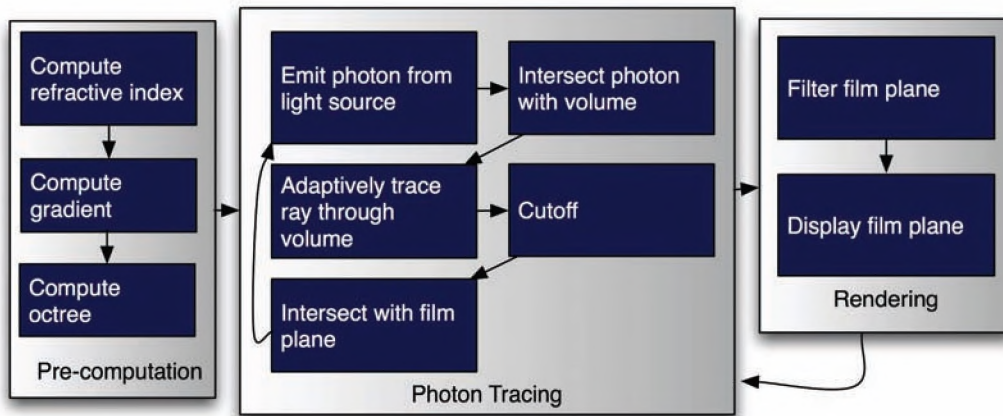 Compute
refractive index
Compute
gradient
Compute
octree
Pre-computation
Emit photon from
light source
Intersect photon
with volume
Adaptively trace
ray through
volume
Cutoff
Intersect with film
plane
Photon Tracing
Filter film plane
Display film plane
Rendering